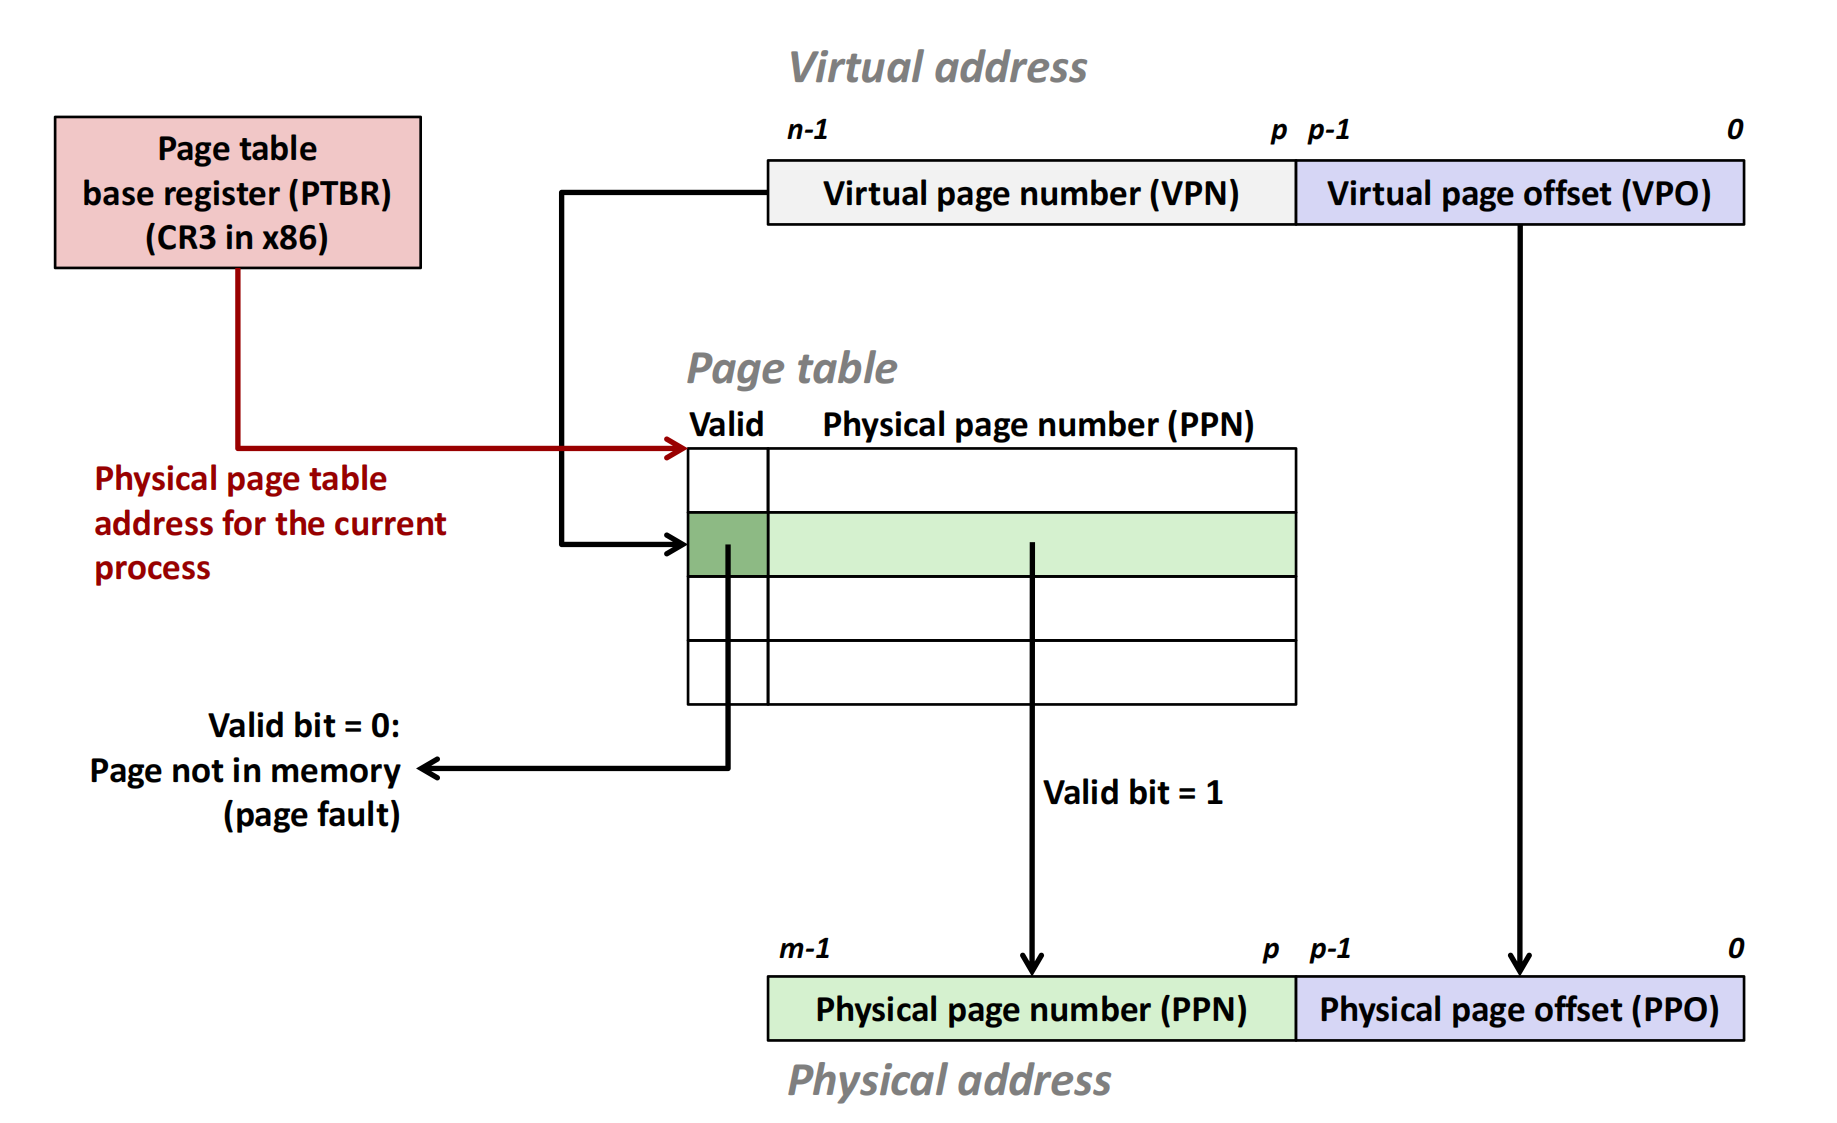 Virtual address
n-1 p p-1 0
Page table
base register (PTBR)
(CR3 in x86)
Virtual page number (VPN) Virtual page offset (VPO)
Page table
Valid Physical page number (PPN)
Physical page table
address for the current
process
Valid bit = 0:
Page not in memory
(page fault)
Valid bit = 1
m-1 p p-1 0
Physical page number (PPN) Physical page offset (PPO)
Physical address